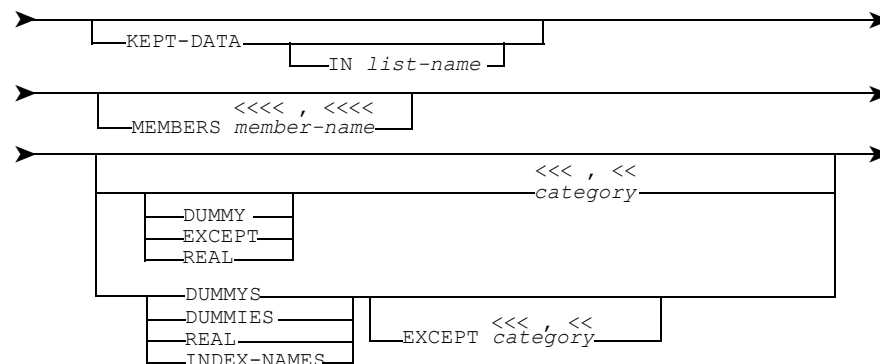 KEPT-DATA
IN list-name
<<<< , <<<<
MEMBERS member-name
<<< , <<
category
DUMMY
EXCEPT
REAL
DUMMYS
DUMMIES
REAL
INDEX-NAMES
<<< , <<
EXCEPT category